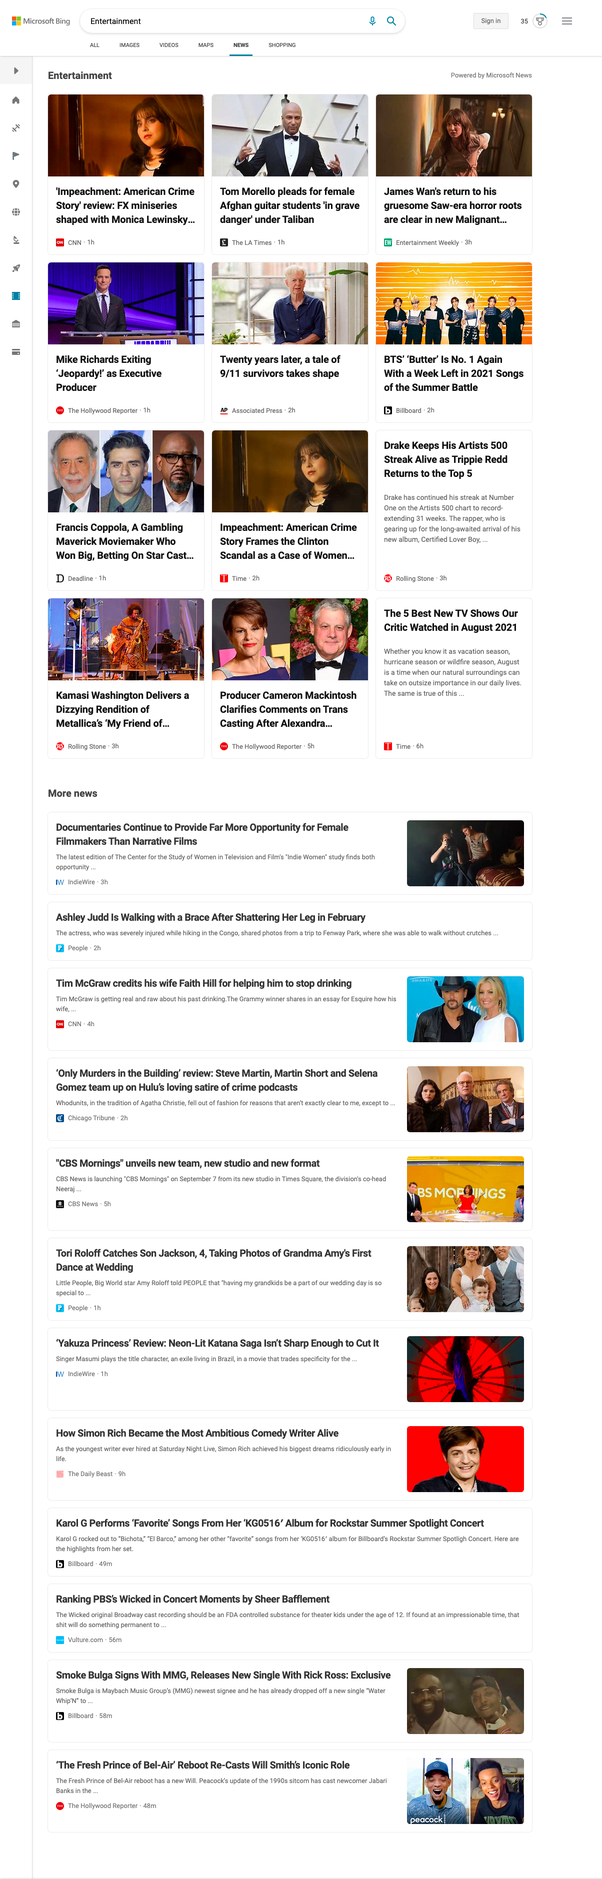 Microsoft Bing
Entertainment
Sign in
35
ALL
IMAGES
VIDEOS
MAPS
NEWS
SHOPPING
Entertainment
Powered by Microsoft News
'Impeachment: American Crime
Story' review: FX miniseries
shaped with Monica Lewinsky...
CNN · 1h
Tom Morello pleads for female
Afghan guitar students 'in grave
danger' under Taliban
The LA Times · 1h
James Wan's return to his
gruesome Saw-era horror roots
are clear in new Malignant...
Entertainment Weekly · 3h
Mike Richards Exiting
'Jeopardy!' as Executive
Producer
The Hollywood Reporter · 1h
Twenty years later, a tale of
9/11 survivors takes shape
AP
Associated Press · 2h
BTS' 'Butter' Is No. 1 Again
With a Week Left in 2021 Songs
of the Summer Battle
Billboard · 2h
Francis Coppola, A Gambling
Maverick Moviemaker Who
Won Big, Betting On Star Cast...
Deadline · 1h
Impeachment: American Crime
Story Frames the Clinton
Scandal as a Case of Women...
Time · 2h
Drake Keeps His Artists 500
Streak Alive as Trippie Redd
Returns to the Top 5
Drake has continued his streak at Number
One on the Artists 500 chart to record-
extending 31 weeks. The rapper, who is
gearing up for the long-awaited arrival of his
new album, Certified Lover Boy, ...
Rolling Stone · 3h
Kamasi Washington Delivers a
Dizzying Rendition of
Metallica's 'My Friend of...
Rolling Stone · 3h
Producer Cameron Mackintosh
Clarifies Comments on Trans
Casting After Alexandra...
The Hollywood Reporter · 5h
The 5 Best New TV Shows Our
Critic Watched in August 2021
Whether you know it as vacation season,
hurricane season or wildfire season, August
is a time when our natural surroundings can
take on outsize importance in our daily lives.
The same is true of this ...
Time · 6h
More news
Documentaries Continue to Provide Far More Opportunity for Female
Filmmakers Than Narrative Films
The latest edition of The Center for the Study of Women in Television and Film's "Indie Women" study finds both
opportunity ...
IndieWire · 3h
Ashley Judd Is Walking with a Brace After Shattering Her Leg in February
The actress, who was severely injured while hiking in the Congo, shared photos from a trip to Fenway Park, where she was able to walk without crutches ...
People · 2h
Tim McGraw credits his wife Faith Hill for helping him to stop drinking
Tim McGraw is getting real and raw about his past drinking.The Grammy winner shares in an essay for Esquire how his
wife, ...
CNN · 4h
'Only Murders in the Building' review: Steve Martin, Martin Short and Selena
Gomez team up on Hulu's loving satire of crime podcasts
Whodunits, in the tradition of Agatha Christie, fell out of fashion for reasons that aren't exactly clear to me, except to ...
Chicago Tribune · 2h
"CBS Mornings" unveils new team, new studio and new format
CBS News is launching "CBS Mornings" on September 7 from its new studio in Times Square, the division's co-head
Neeraj ...
CBS News · 5h
BS MORNINGS
Tori Roloff Catches Son Jackson, 4, Taking Photos of Grandma Amy's First
Dance at Wedding
Little People, Big World star Amy Roloff told PEOPLE that "having my grandkids be a part of our wedding day is so
special to ...
People · 1h
'Yakuza Princess' Review: Neon-Lit Katana Saga Isn't Sharp Enough to Cut It
Singer Masumi plays the title character, an exile living in Brazil, in a movie that trades specificity for the ...
IndieWire · 1h
How Simon Rich Became the Most Ambitious Comedy Writer Alive
As the youngest writer ever hired at Saturday Night Live, Simon Rich achieved his biggest dreams ridiculously early in
life.
The Daily Beast · 9h
Karol G Performs 'Favorite' Songs From Her 'KG0516' Album for Rockstar Summer Spotlight Concert
Karol G rocked out to "Bichota," "El Barco," among her other "favorite" songs from her 'KG0516' album for Billboard's Rockstar Summer Spotligh Concert. Here are
the highlights from her set.
Billboard · 49m
Ranking PBS's Wicked in Concert Moments by Sheer Bafflement
The Wicked original Broadway cast recording should be an FDA controlled substance for theater kids under the age of 12. If found at an impressionable time, that
shit will do something permanent to ...
Vulture.com · 56m
Smoke Bulga Signs With MMG, Releases New Single With Rick Ross: Exclusive
Smoke Bulga is Maybach Music Group's (MMG) newest signee and he has already dropped off a new single "Water
Whip'N" to ...
Billboard · 58m
'The Fresh Prince of Bel-Air' Reboot Re-Casts Will Smith's Iconic Role
The Fresh Prince of Bel-Air reboot has a new Will. Peacock's update of the 1990s sitcom has cast newcomer Jabari
Banks in the ...
The Hollywood Reporter · 48m
peacock